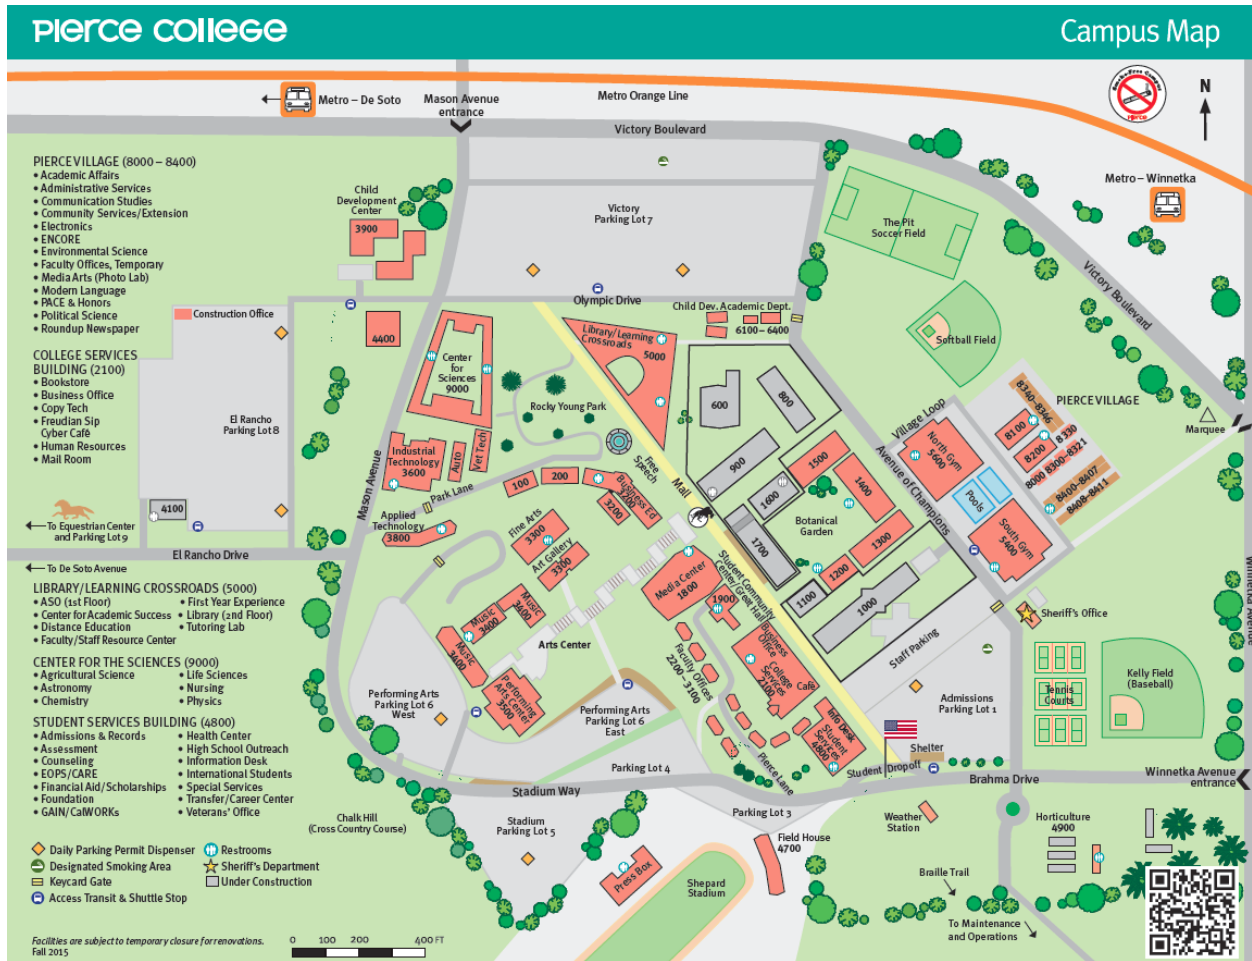 PIERCE COLLEGE
Campus Map
Metro – De Soto
Mason Avenue
entrance
Metro Orange Line
Smoke-Free Campus
Pierce
N
Victory Boulevard
Metro – Winnetka
PIERCE VILLAGE (8000 – 8400)
• Academic Affairs
• Administrative Services
• Communication Studies
• Community Services/Extension
• Electronics
• ENCORE
• Environmental Science
• Faculty Offices, Temporary
• Media Arts (Photo Lab)
• Modern Language
• PACE & Honors
• Political Science
• Roundup Newspaper
COLLEGE SERVICES
BUILDING (2100)
• Bookstore
• Business Office
• Copy Tech
• Freudian Sip
Cyber Café
• Human Resources
• Mail Room
Child
Development
Center
3900
Victory
Parking Lot 7
The Pit
Soccer Field
Victory Boulevard
Construction Office
4400
Olympic Drive
Child Dev. Academic Dept.
6100– 6400
Softball Field
Center
for
Sciences
9000
Library/Learning
Crossroads
5000
600
800
8340–8346
PIERCE VILLAGE
Marquee
El Rancho
Parking Lot 8
Rocky Young Park
Village Loop
8100
8330
8200
8300–8321
8000
8400–8407
8408–8411
North Gym
5600
Pools
South Gym
5400
Avenue of Champions
Industrial
Technology
3600
Auto
Vet Tech
Free
Speech
Mall
900
1500
1400
1600
Mason Avenue
Park Lane
100
200
Business Ed
3200
3200
4100
To Equestrian Center
and Parking Lot 9
Applied
Technology
3800
Fine Arts
3300
Art Gallery
3300
1700
Botanical
Garden
1300
El Rancho Drive
To De Soto Avenue
Media Center
1800
Student Community
Center/Great Hall
1200
1100
1000
1900
Winnetka Avenue
LIBRARY/LEARNING CROSSROADS (5000)
• ASO (1st Floor)
• Center for Academic Success
• Distance Education
• Faculty/Staff Resource Center
• First Year Experience
• Library (2nd Floor)
• Tutoring Lab
Music
3400
Music
3400
Music
3400
Arts Center
Sheriff's Office
Staff Parking
Faculty Offices
2200 – 3100
Business
Office
College
Services
2100
Café
CENTER FOR THE SCIENCES (9000)
• Agricultural Science
• Astronomy
• Chemistry
• Life Sciences
• Nursing
• Physics
Performing
Arts Center
3500
Performing Arts
Parking Lot 6
West
Performing Arts
Parking Lot 6
East
Admissions
Parking Lot 1
Tennis
Courts
Kelly Field
(Baseball)
STUDENT SERVICES BUILDING (4800)
• Admissions & Records
• Assessment
• Counseling
• EOPS/CARE
• Financial Aid/Scholarships
• Foundation
• GAIN/CalWORKs
• Health Center
• High School Outreach
• Information Desk
• International Students
• Special Services
• Transfer/Career Center
• Veterans' Office
Info Desk
Student
Services
4800
Shelter
Student Dropoff
Parking Lot 4
Pierce Lane
Stadium Way
Brahma Drive
Winnetka Avenue
entrance
Parking Lot 3
Chalk Hill
(Cross Country Course)
Stadium
Parking Lot 5
Field House
4700
Weather
Station
Horticulture
4900
Press Box
Shepard
Stadium
Braille Trail
To Maintenance
and Operations
Daily Parking Permit Dispenser
Designated Smoking Area
Keycard Gate
Access Transit & Shuttle Stop
Restrooms
Sheriff's Department
Under Construction
Facilities are subject to temporary closure for renovations.
Fall 2015
0 100 200 400 FT